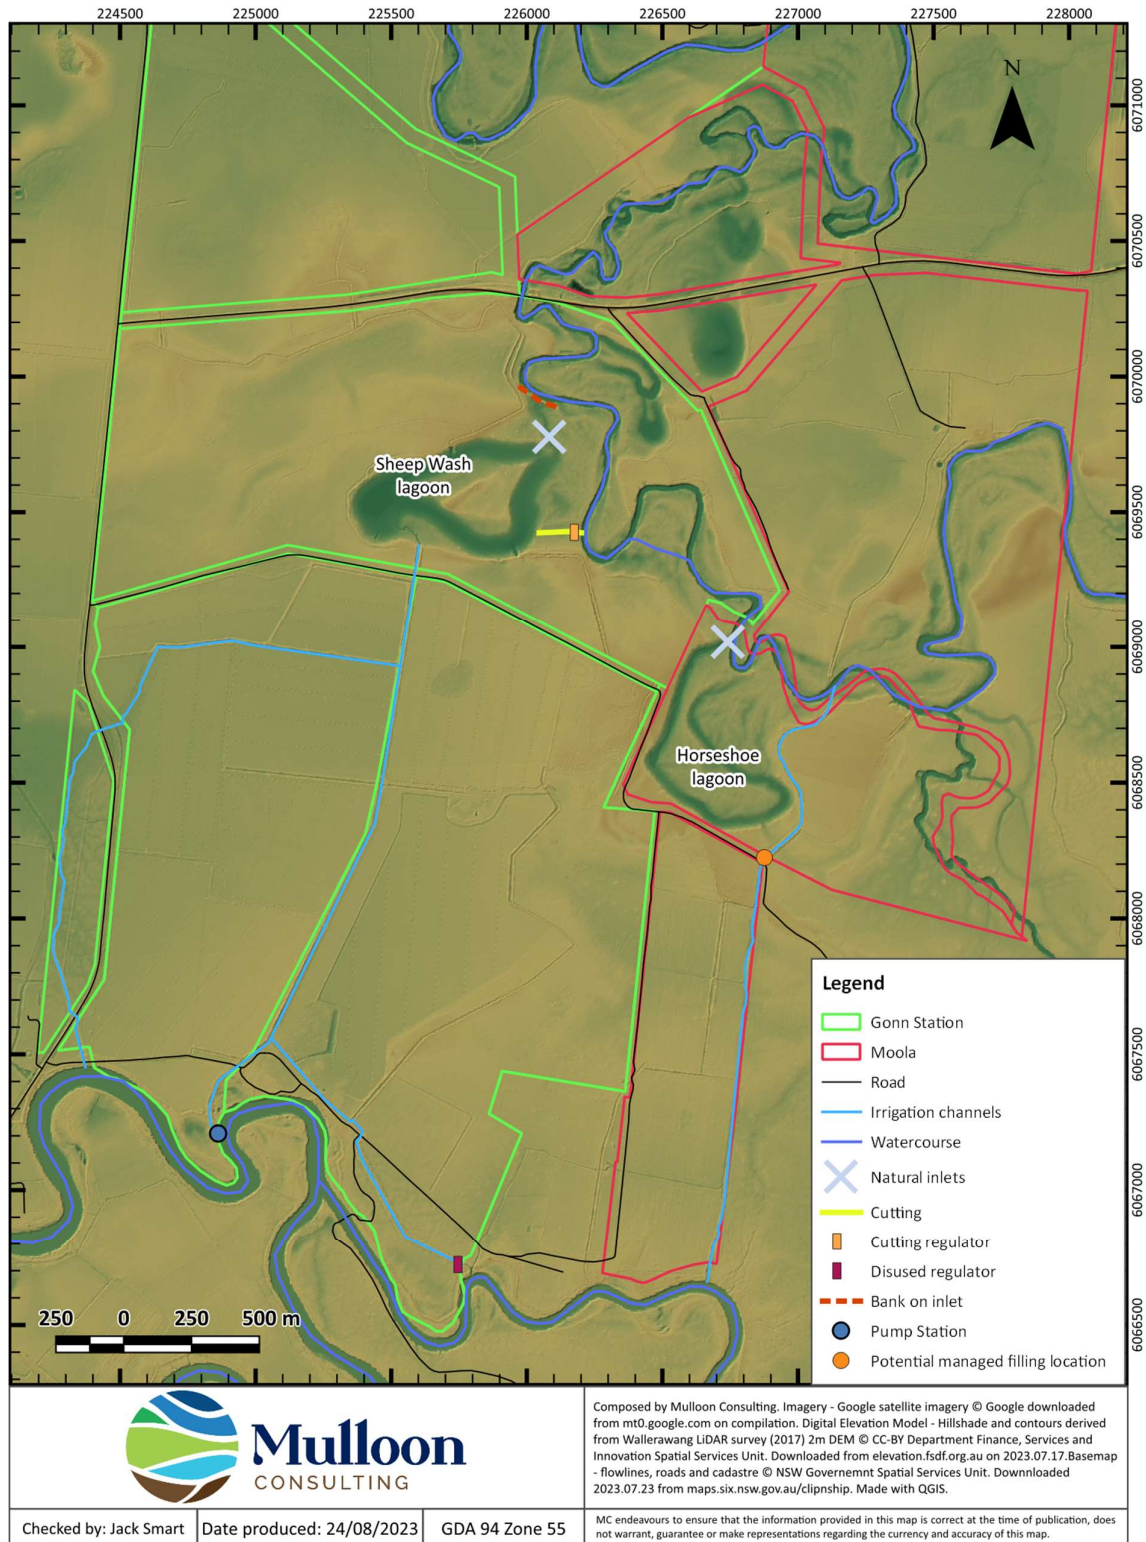 224500 225000 225500 226000 226500 227000 227500 228000
N
6071000
6070500
6070000
6069500
6069000
6068500
6068000
6067500
6067000
6066500
Sheep Wash
lagoon
Horseshoe
lagoon
Legend
Gonn Station
Moola
Road
Irrigation channels
Watercourse
Natural inlets
Cutting
Cutting regulator
Disused regulator
Bank on inlet
Pump Station
Potential managed filling location
250 0 250 500 m
Mulloon
CONSULTING
Composed by Mulloon Consulting. Imagery - Google satellite imagery © Google downloaded
from mt0.google.com on compilation. Digital Elevation Model - Hillshade and contours derived
from Wallerawang LiDAR survey (2017) 2m DEM © CC-BY Department Finance, Services and
Innovation Spatial Services Unit. Downloaded from elevation.fsdf.org.au on 2023.07.17.Basemap
- flowlines, roads and cadastre © NSW Governemnt Spatial Services Unit. Dowwnloaded
2023.07.23 from maps.six.nsw.gov.au/clipnship. Made with QGIS.
Checked by: Jack Smart
Date produced: 24/08/2023
GDA 94 Zone 55
MC endeavours to ensure that the information provided in this map is correct at the time of publication, does
not warrant, guarantee or make representations regarding the currency and accuracy of this map.